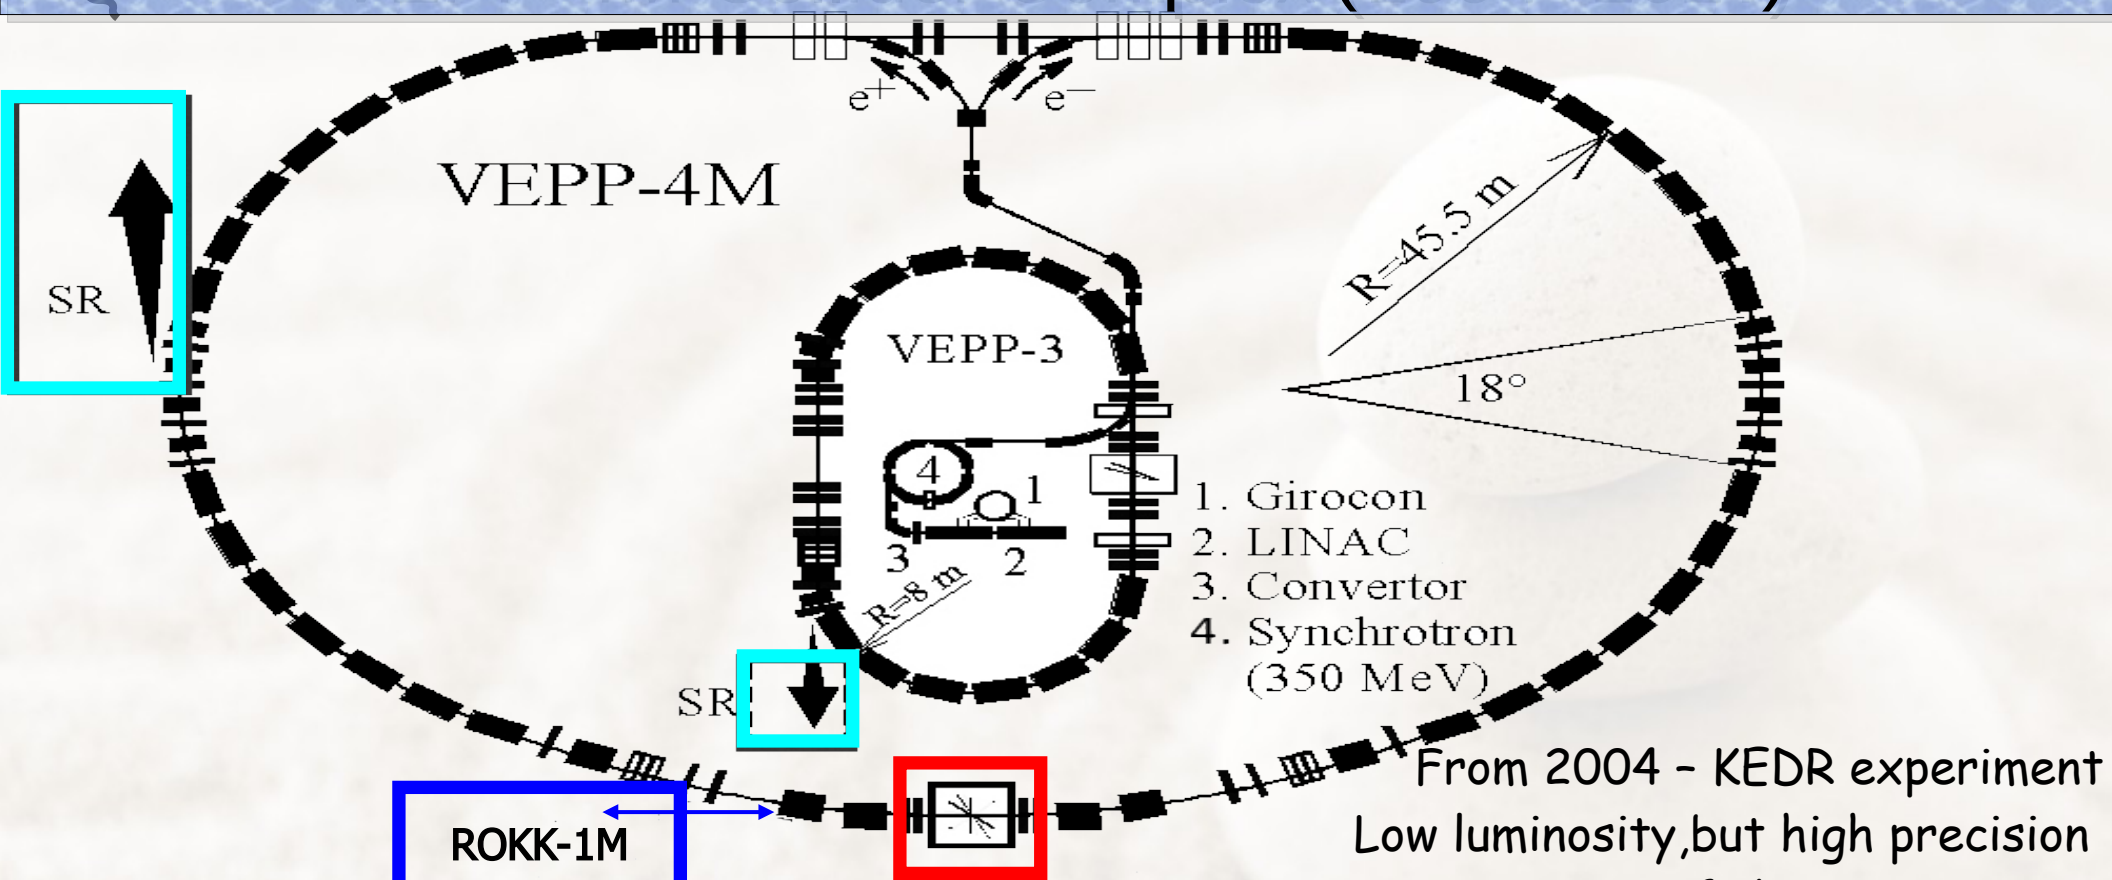 e⁺
e⁻
VEPP-4M
SR
R=45.5 m
VEPP-3
18°
4
1
3
2
R=8 m
1. Girocon
2. LINAC
3. Convertor
4. Synchrotron
(350 MeV)
SR
From 2004 – KEDR experiment
ROKK-1M
Low luminosity,but high precision